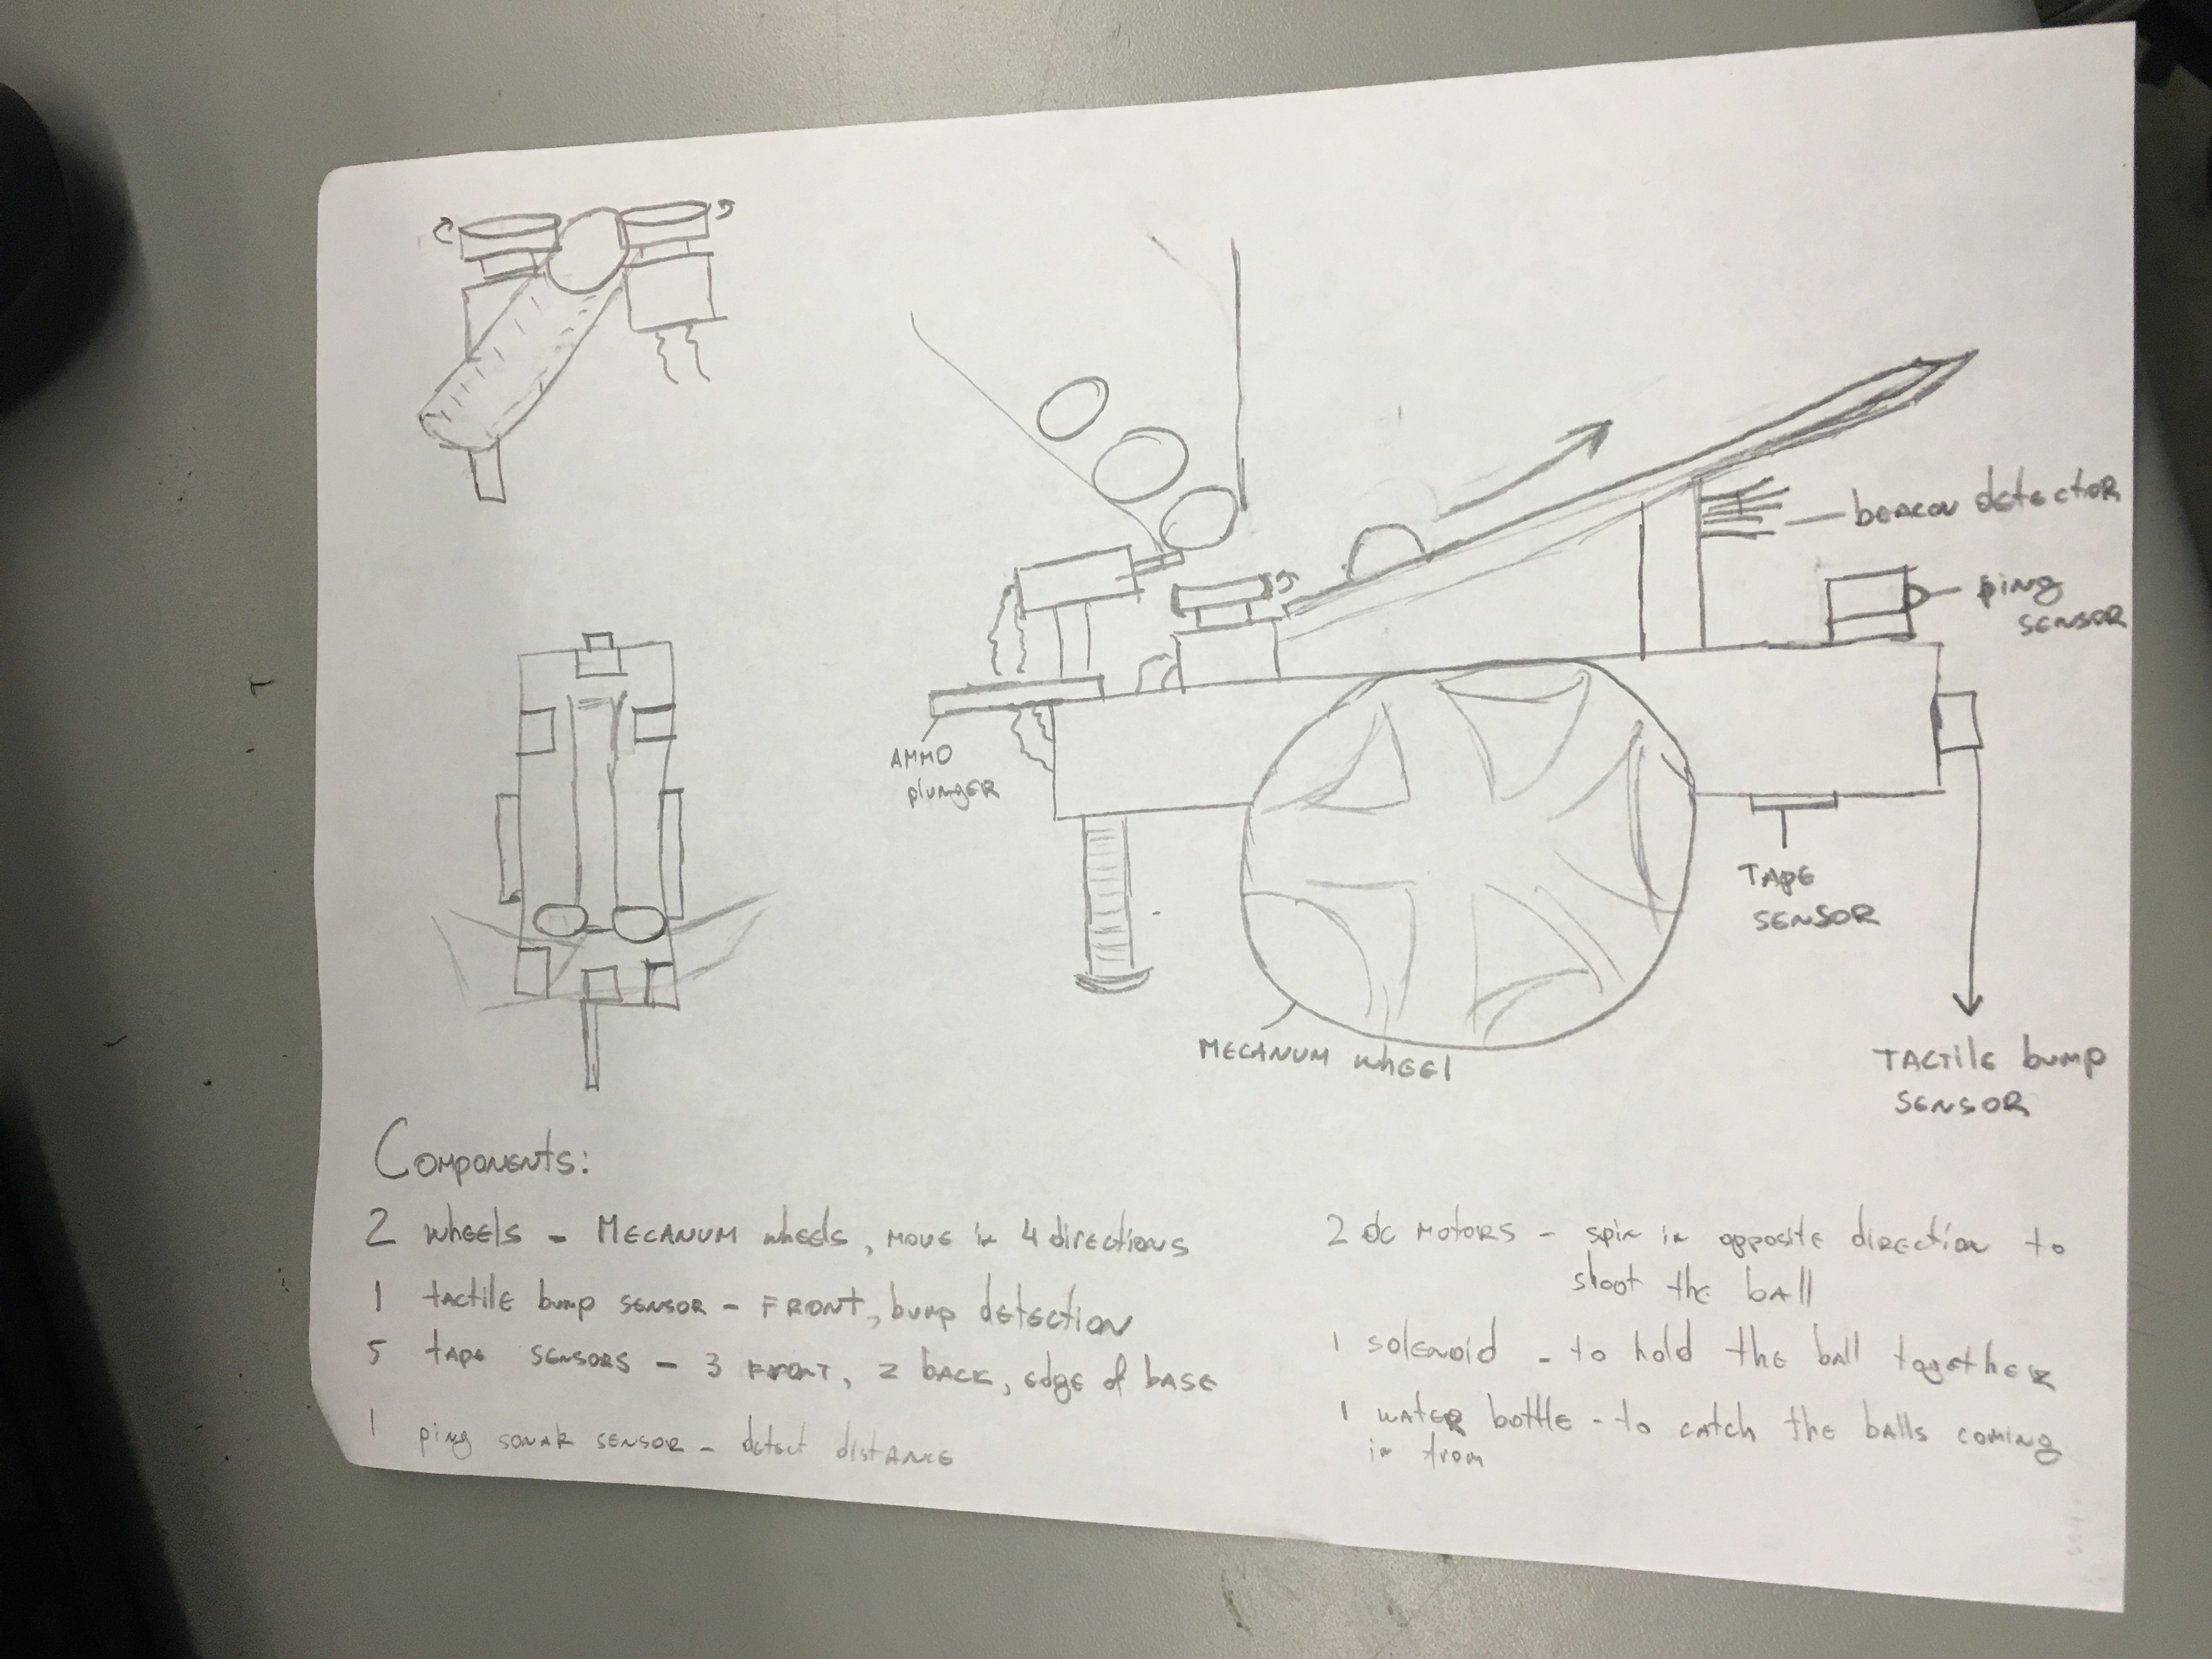 beacon detector
ping
sensor
Ammo
plunger
Tape
sensor
Mecanum wheel
Tactile bump
sensor
Components:
2 wheels - Mecanum wheels, move in 4 directions
1 tactile bump sensor - FRONT, bump detection
5 tape sensors - 3 FRONT, 2 back, edge of base
1 ping sonar sensor - detect distance
2 dc motors - spin in opposite direction to
shoot the ball
1 solenoid - to hold the ball together
1 water bottle - to catch the balls coming
in from